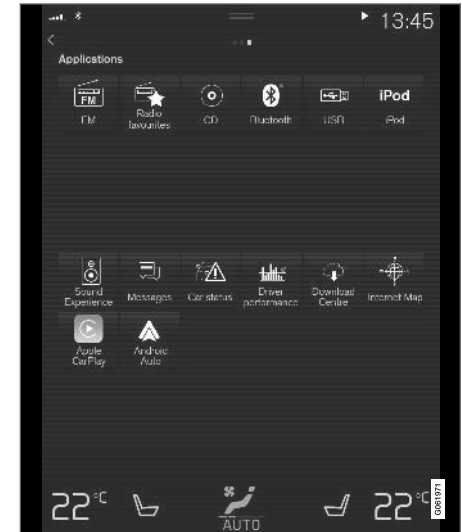 13:45
Applications
FM
FM
Radio
favourites
CD
Bluetooth
USB
iPod
iPod
Sound
Experience
Messages
Car status
Driver
performance
Download
Centre
Internet Map
Apple
CarPlay
Android
Auto
22°C
AUTO
22°C
G061971